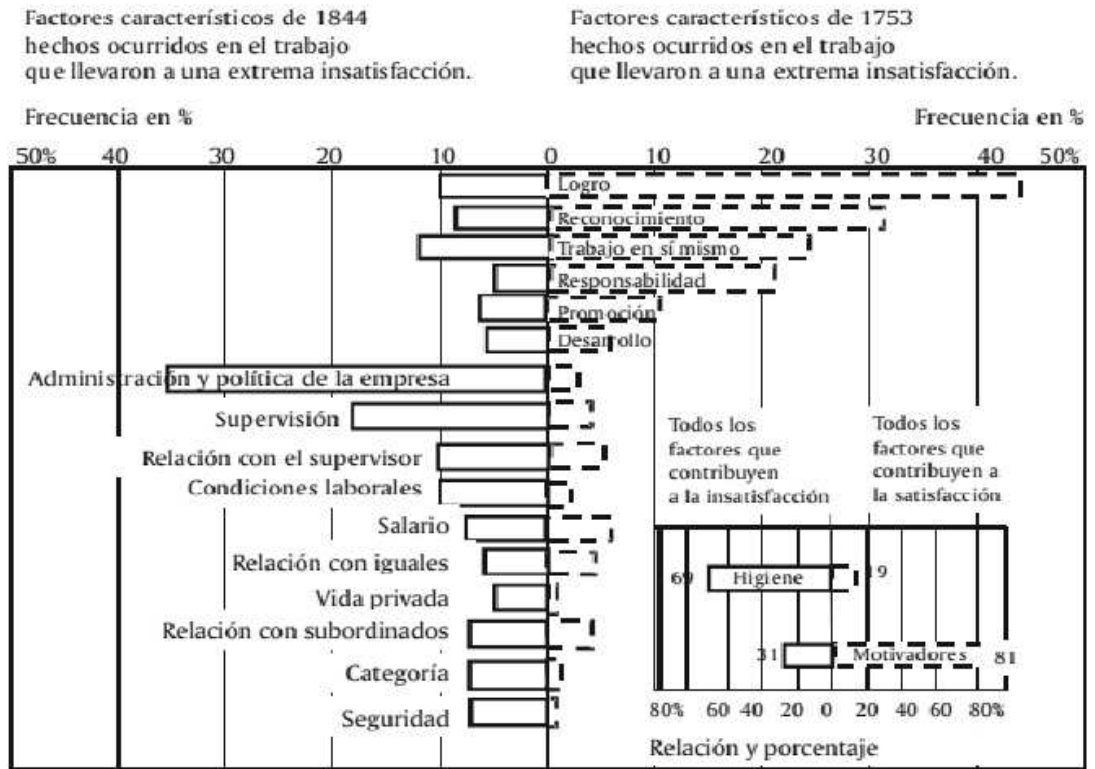 Factores característicos de 1844
hechos ocurridos en el trabajo
que llevaron a una extrema insatisfacción.
Factores característicos de 1753
hechos ocurridos en el trabajo
que llevaron a una extrema insatisfacción.
Frecuencia en %
Frecuencia en %
50% 40 30 20 10 0 10 20 30 40 50%
Logro
Reconocimiento
Trabajo en sí mismo
Responsabilidad
Promoción
Desarrollo
Administración y política de la empresa
Supervisión
Relación con el supervisor
Condiciones laborales
Salario
Relación con iguales
Vida privada
Relación con subordinados
Categoría
Seguridad
Todos los
factores que
contribuyen
a la insatisfacción
Todos los
factores que
contribuyen a
la satisfacción
69 Higiene 19
31 Motivadores 81
80% 60 40 20 0 20 40 60 80%
Relación y porcentaje